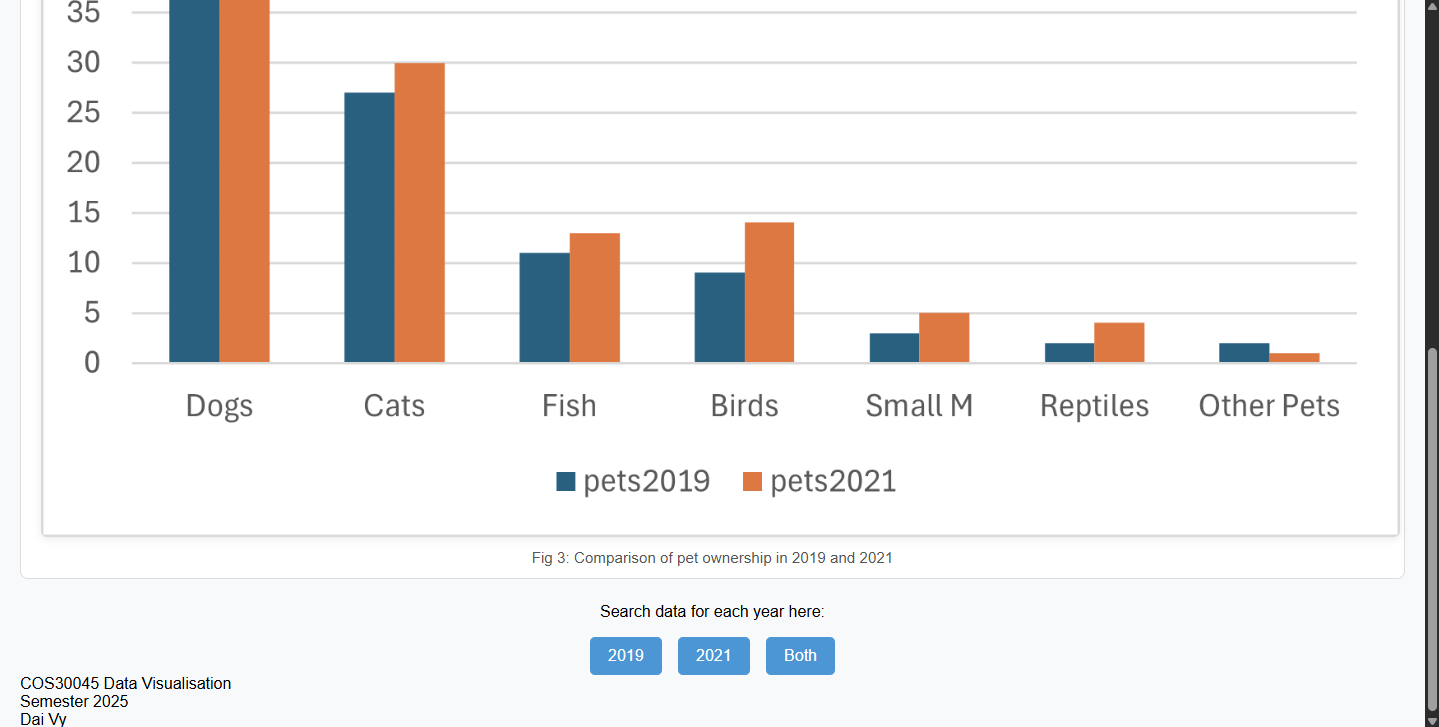 35
30
25
20
15
10
5
0
Dogs Cats Fish Birds Small M Reptiles Other Pets
pets2019 pets2021
Fig 3: Comparison of pet ownership in 2019 and 2021
Search data for each year here:
2019 2021 Both
COS30045 Data Visualisation
Semester 2025
Dai Vy